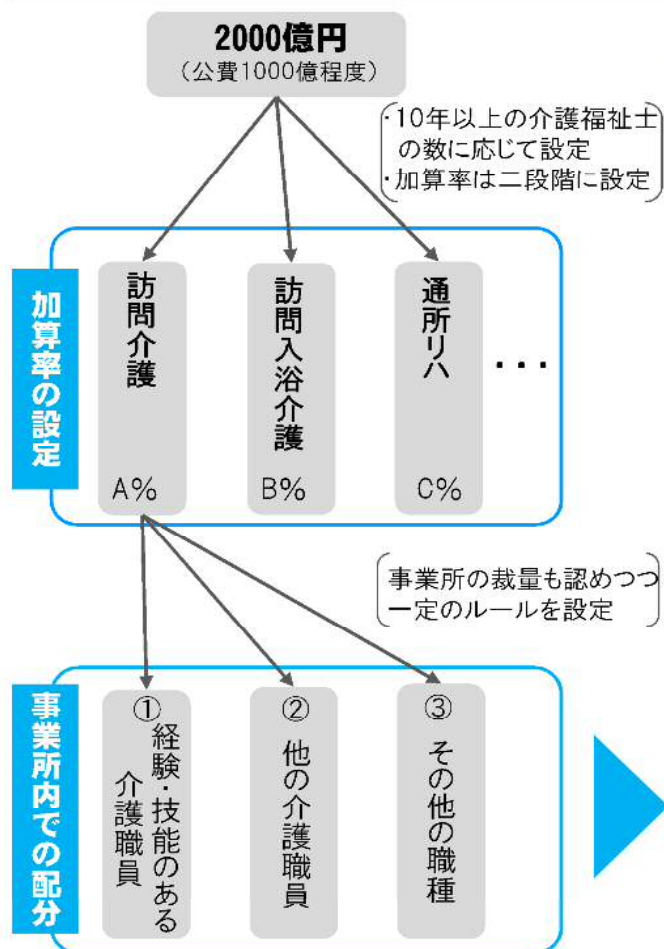 2000億円
（公費1000億程度）
・10年以上の介護福祉士
の数に応じて設定
・加算率は二段階に設定
加算率の設定
訪問介護
A%
訪問入浴介護
B%
通所リハ
C%
・・・
事業所の裁量も認めつつ
一定のルールを設定
事業所内での配分
①
経験・技能のある
介護職員
②
他の介護職員
③
その他の職種